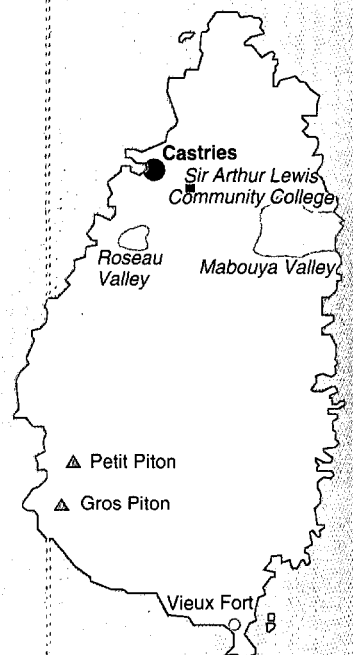 Castries
Sir Arthur Lewis
Community College
Roseau
Valley
Mabouya Valley
Petit Piton
Gros Piton
Vieux Fort